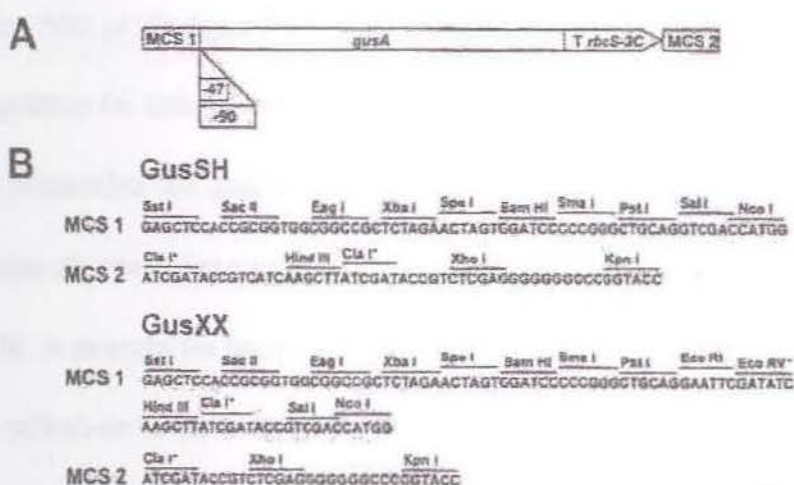 A
MCS 1 gusA T rbcS-3C MCS 2
-47
-90
B
GusSH
Sst I Sac II Eag I Xba I Spe I Bam HI Sma I Pst I Sal I Nco I
MCS 1 GAGCTCCACCGCGGTGGCGGCCGCTCTAGAACTAGTGGATCCCCCGGGCTGCAGGTCGACCATGG
Cla I* Hind III Cla I* Xho I Kpn I
MCS 2 ATCGATACCGTCATCAAGCTTATCGATACCGTCTCGAGGGGGGGCCCGGTACC
GusXX
Sst I Sac II Eag I Xba I Spe I Bam HI Sma I Pst I Eco RI Eco RV*
MCS 1 GAGCTCCACCGCGGTGGCGGCCGCTCTAGAACTAGTGGATCCCCCGGGCTGCAGGAATTCGATATC
Hind III Cla I* Sal I Nco I
AAGCTTATCGATACCGTCGACCATGG
Cla I* Xho I Kpn I
MCS 2 ATCGATACCGTCTCGAGGGGGGGCCCGGTACC